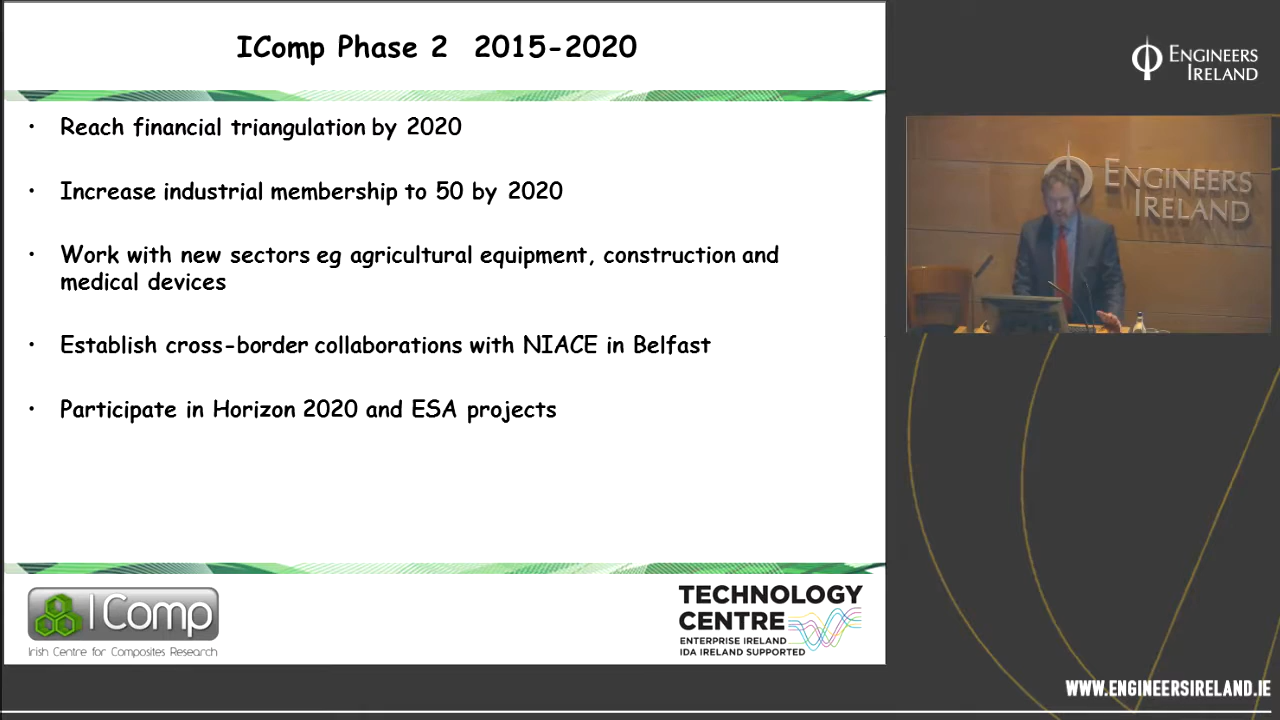 IComp Phase 2 2015-2020
• Reach financial triangulation by 2020
• Increase industrial membership to 50 by 2020
• Work with new sectors eg agricultural equipment, construction and
medical devices
• Establish cross-border collaborations with NIACE in Belfast
• Participate in Horizon 2020 and ESA projects
I Comp
Irish Centre for Composites Research
TECHNOLOGY
CENTRE
ENTERPRISE IRELAND
IDA IRELAND SUPPORTED
ENGINEERS
IRELAND
ENGINEERS
IRELAND
WWW.ENGINEERSIRELAND.IE